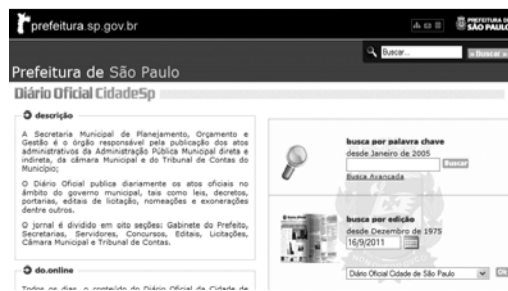 prefeitura.sp.gov.br
PREFEITURA DE
SÃO PAULO
Buscar...
» Buscar »
Prefeitura de São Paulo
Diário Oficial CidadeSp
descrição
A Secretaria Municipal de Planejamento, Orçamento e
Gestão é o órgão responsável pela publicação dos atos
administrativos da Administração Pública Municipal direta e
indireta, da câmara Municipal e do Tribunal de Contas do
Município;
O Diário Oficial publica diariamente os atos oficiais no
âmbito do governo municipal, tais como leis, decretos,
portarias, editais de licitação, nomeações e exonerações
dentre outros.
O jornal é dividido em oito seções: Gabinete do Prefeito,
Secretarias, Servidores, Concursos, Editais, Licitações,
Câmara Municipal e Tribunal de Contas.
do.online
Todos os dias, o conteúdo do Diário Oficial da Cidade de
busca por palavra chave
desde Janeiro de 2005
Buscar
Busca Avançada
busca por edição
desde Dezembro de 1975
16/9/2011
Diário Oficial Cidade de São Paulo
Ok